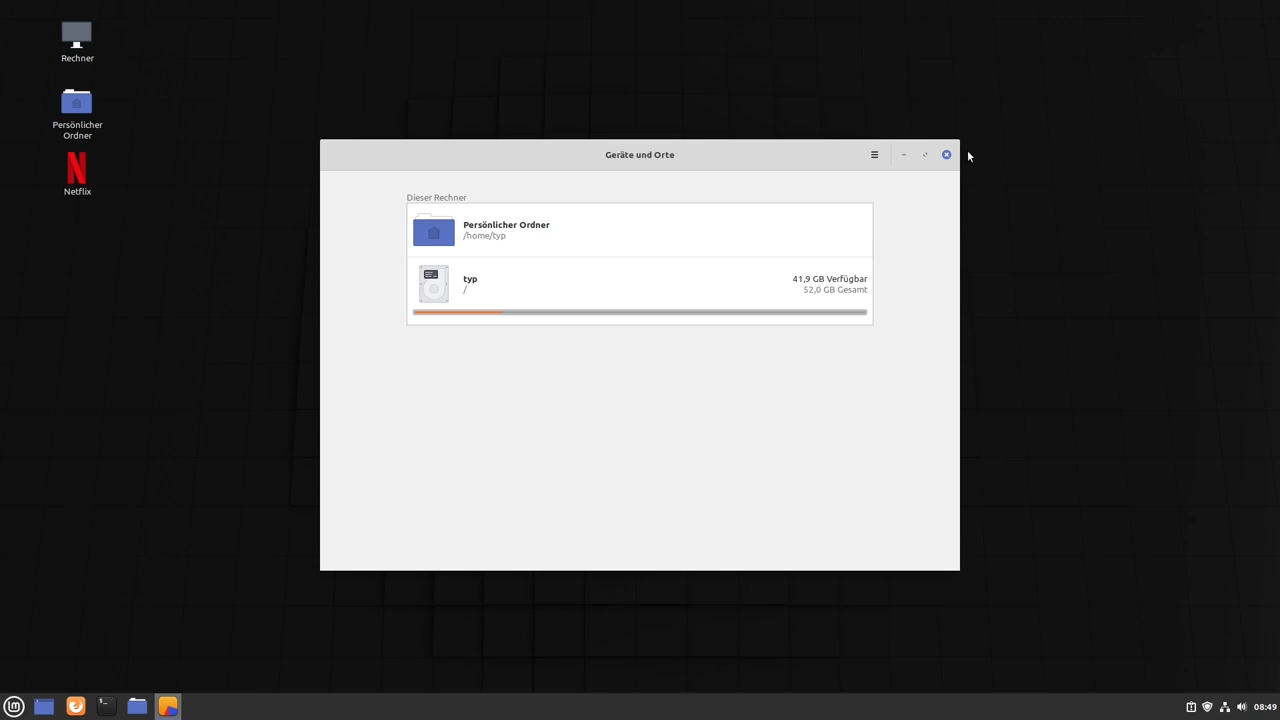 Rechner
Persönlicher
Ordner
Netflix
Geräte und Orte
Dieser Rechner
Persönlicher Ordner
/home/typ
typ
/
41,9 GB Verfügbar
52,0 GB Gesamt
08:49